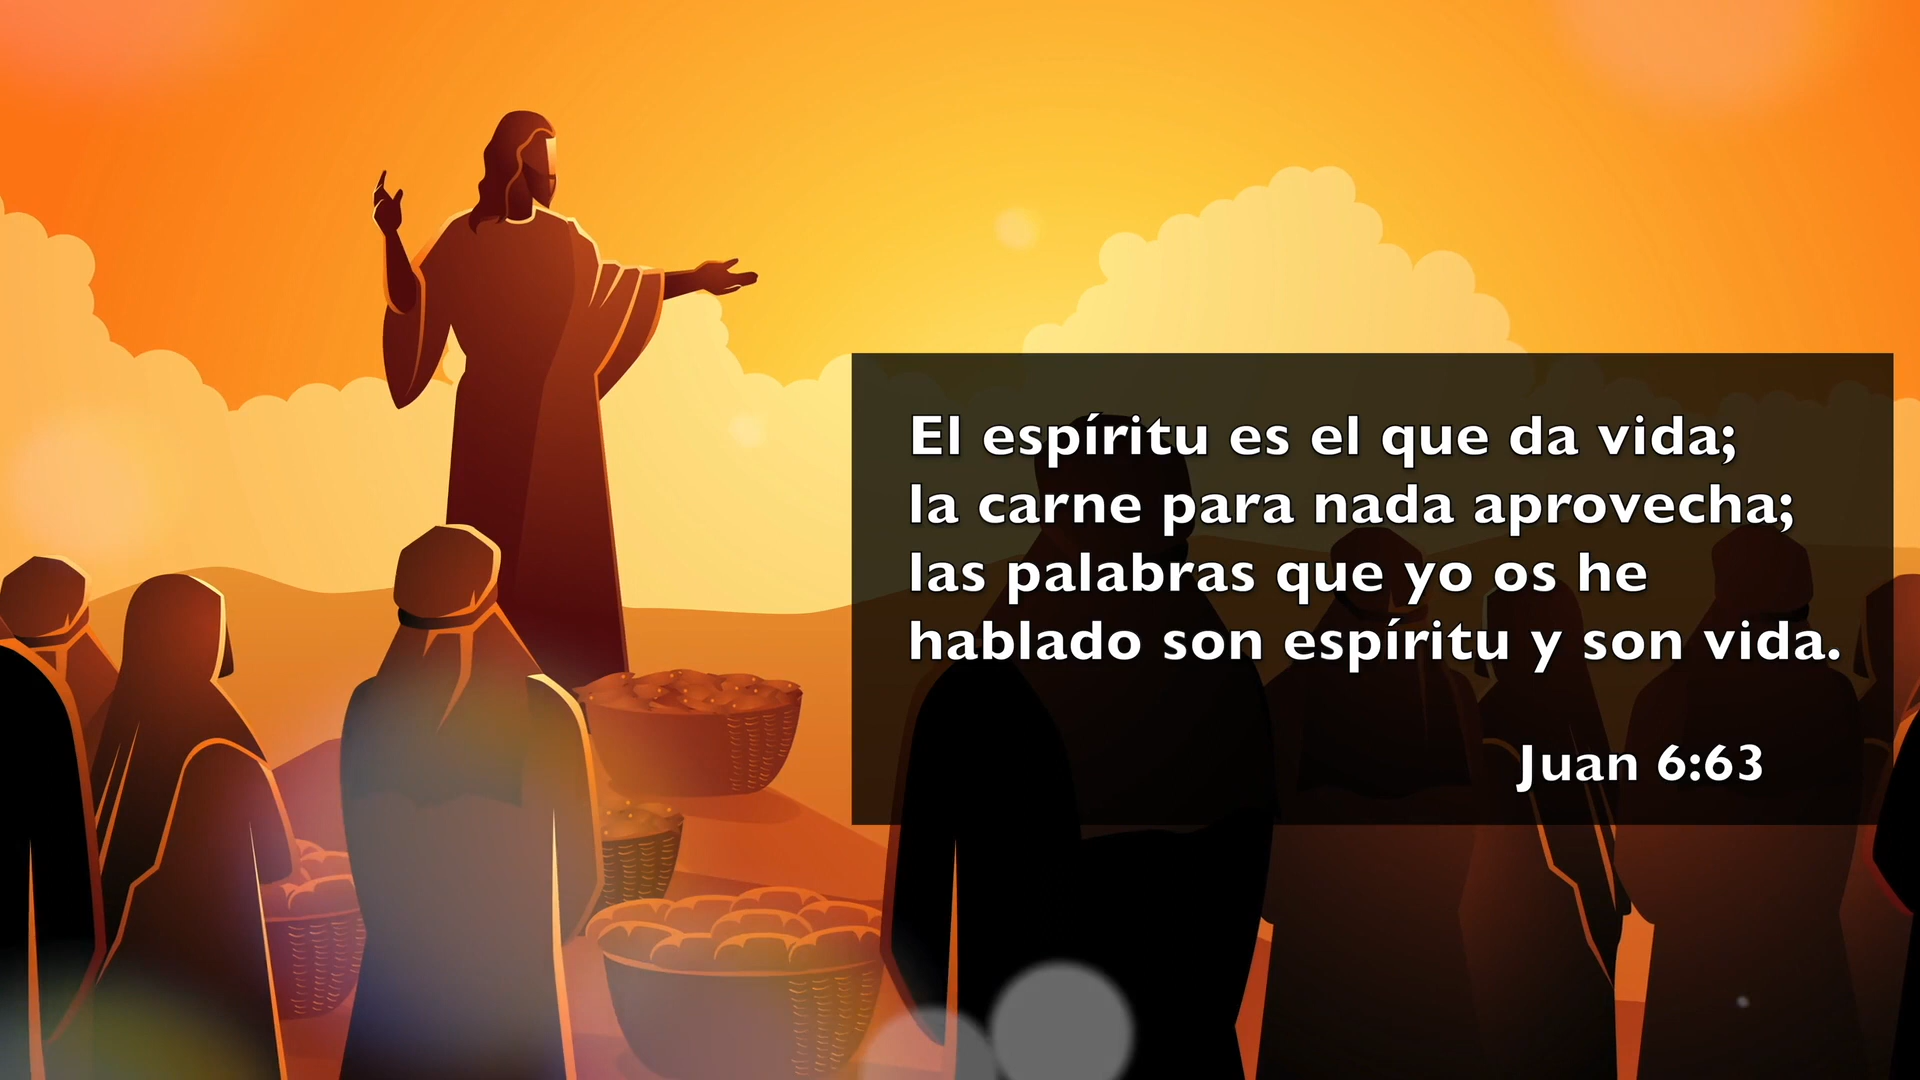 El espíritu es el que da vida;
la carne para nada aprovecha;
las palabras que yo os he
hablado son espíritu y son vida.
Juan 6:63